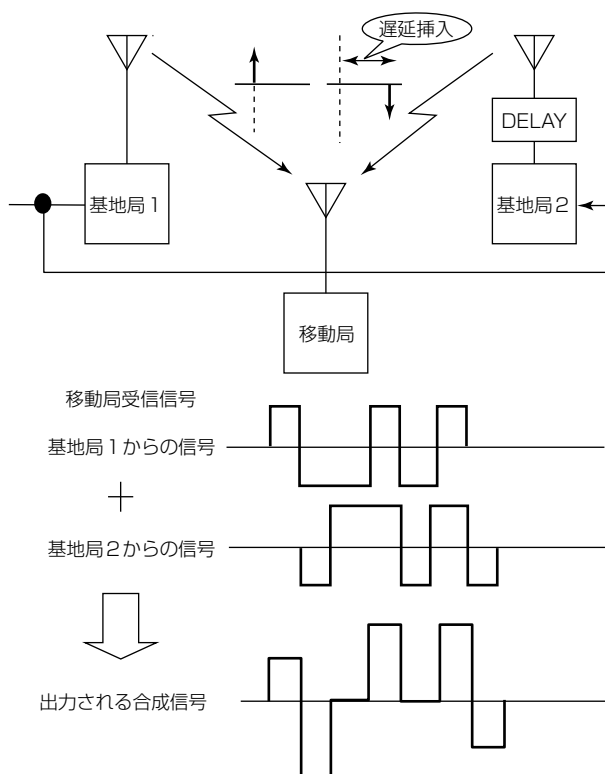 遅延挿入
DELAY
基地局1
基地局2
移動局
移動局受信信号
基地局1からの信号
+
基地局2からの信号
出力される合成信号